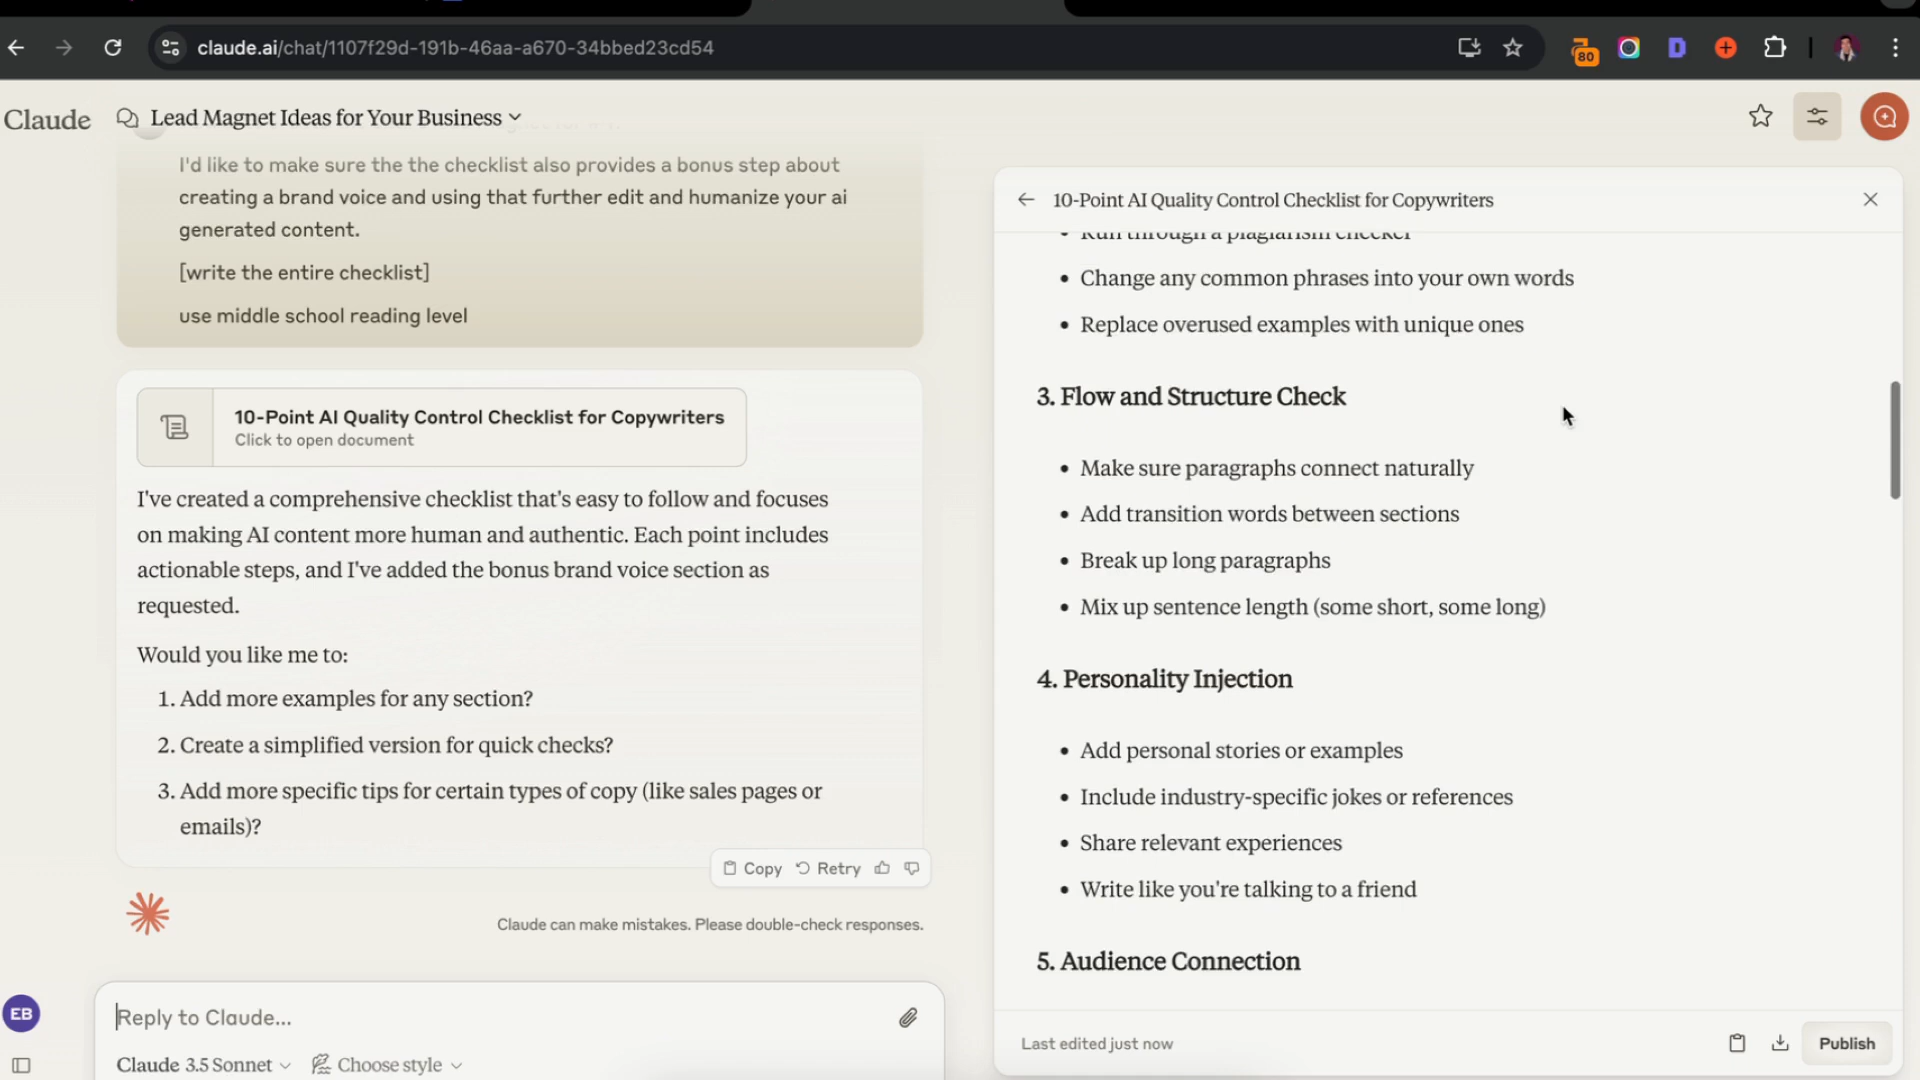 claude.ai/chat/1107f29d-191b-46aa-a670-34bbed23cd54
80
Claude
Lead Magnet Ideas for Your Business
I'd like to make sure the the checklist also provides a bonus step about
creating a brand voice and using that further edit and humanize your ai
generated content.
[write the entire checklist]
use middle school reading level
10-Point AI Quality Control Checklist for Copywriters
Click to open document
I've created a comprehensive checklist that's easy to follow and focuses
on making AI content more human and authentic. Each point includes
actionable steps, and I've added the bonus brand voice section as
requested.
Would you like me to:
1. Add more examples for any section?
2. Create a simplified version for quick checks?
3. Add more specific tips for certain types of copy (like sales pages or
emails)?
Copy Retry
Claude can make mistakes. Please double-check responses.
EB
Reply to Claude...
Claude 3.5 Sonnet Choose style
10-Point AI Quality Control Checklist for Copywriters
• Run through a plagiarism checker
• Change any common phrases into your own words
• Replace overused examples with unique ones
3. Flow and Structure Check
• Make sure paragraphs connect naturally
• Add transition words between sections
• Break up long paragraphs
• Mix up sentence length (some short, some long)
4. Personality Injection
• Add personal stories or examples
• Include industry-specific jokes or references
• Share relevant experiences
• Write like you're talking to a friend
5. Audience Connection
Last edited just now
Publish